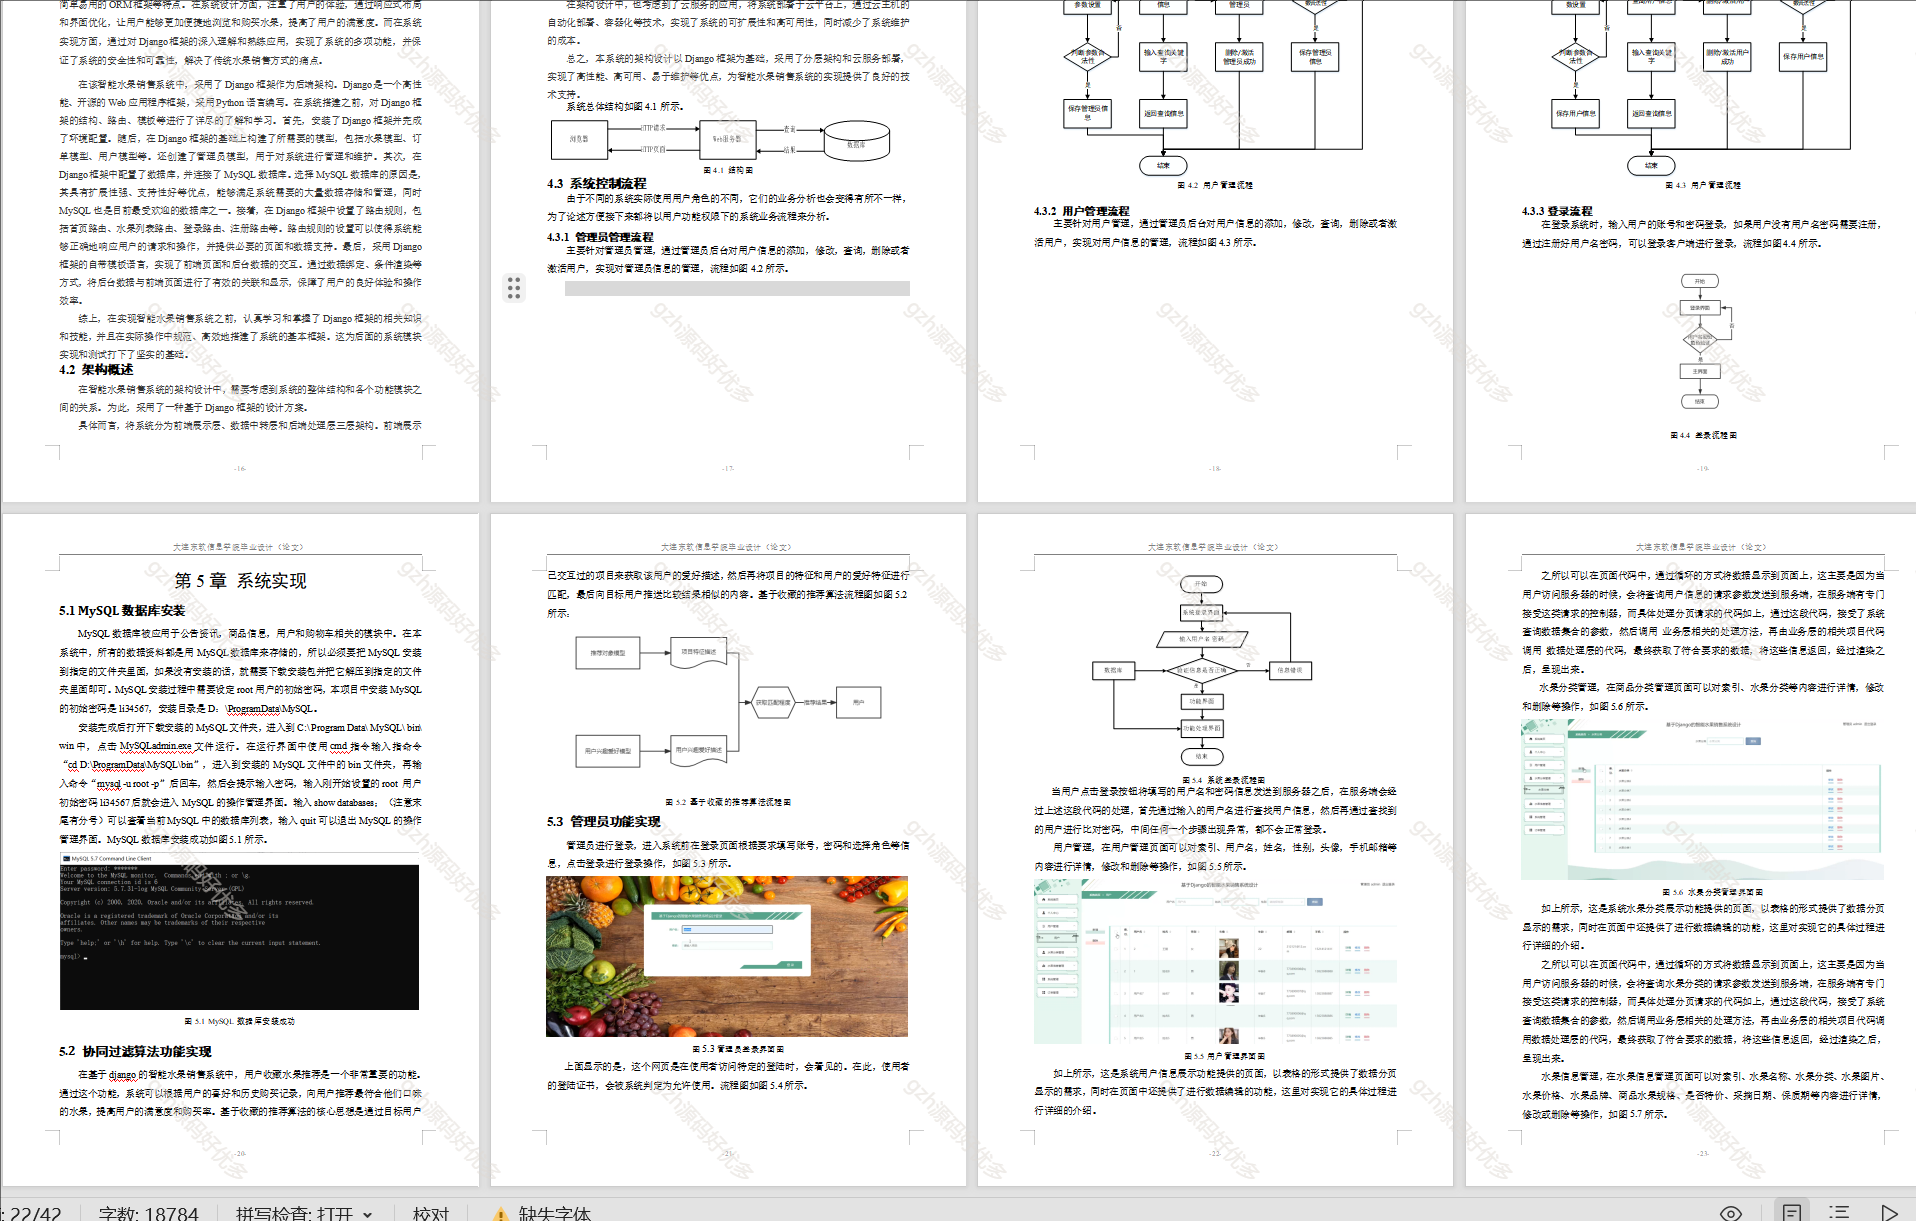 简单易用的 ORM 框架等特点。在系统设计方面，注重了用户的体验，通过响应式布局
和界面优化，让用户能够更加便捷地浏览和购买水果，提高了用户的满意度。而在系统
实现方面，通过对 Django 框架的深入理解和熟练应用，实现了系统的多项功能，并保
证了系统的安全性和可靠性，解决了传统水果销售方式的痛点。
在该智能水果销售系统中，采用了 Django 框架作为后端架构。Django 是一个高性
能、开源的 Web 应用程序框架，采用 Python 语言编写。在系统搭建之前，对 Django 框
架的结构、路由、模板等进行了详尽的了解和学习。首先，安装了 Django 框架并完成
了环境配置。随后，在 Django 框架的基础上构建了所需要的模型，包括水果模型、订
单模型、用户模型等。还创建了管理员模型，用于对系统进行管理和维护。其次，在
Django 框架中配置了数据库，并连接了 MySQL 数据库。选择 MySQL 数据库的原因是，
其具有扩展性强、支持性好等优点，能够满足系统需要的大量数据存储和管理，同时
MySQL 也是目前最受欢迎的数据库之一。接着，在 Django 框架中设置了路由规则，包
括首页路由、水果列表路由、登录路由、注册路由等。路由规则的设置可以使得系统能
够正确地响应用户的请求和操作，并提供必要的页面和数据支持。最后，采用 Django
框架的自带模板语言，实现了前端页面和后台数据的交互。通过数据绑定、条件渲染等
方式，将后台数据与前端页面进行了有效的关联和显示，保障了用户的良好体验和操作
效率。
综上，在实现智能水果销售系统之前，认真学习和掌握了 Django 框架的相关知识
和技能，并且在实际操作中规范、高效地搭建了系统的基本框架。这为后面的系统模块
实现和测试打下了坚实的基础。
4.2 架构概述
在智能水果销售系统的架构设计中，需要考虑到系统的整体结构和各个功能模块之
间的关系。为此，采用了一种基于 Django 框架的设计方案。
具体而言，将系统分为前端展示层、数据中转层和后端处理层三层架构。前端展示
-16-
在架构设计中，也考虑到了云服务的应用，将系统部署于云平台上，通过云主机的
自动化部署、容器化等技术，实现了系统的可扩展性和高可用性，同时减少了系统维护
的成本。
总之，本系统的架构设计以 Django 框架为基础，采用了分层架构和云服务部署，
实现了高性能、高可用、易于维护等优点，为智能水果销售系统的实现提供了良好的技
术支持。
系统总体结构如图 4.1 所示。
浏览器
HTTP请求
HTTP页面
Web服务器
查询
结果
数据库
图 4.1 结构图
4.3 系统控制流程
由于不同的系统实际使用用户角色的不同，它们的业务分析也会变得有所不一样，
为了论述方便接下来都将以用户功能权限下的系统业务流程来分析。
4.3.1 管理员管理流程
主要针对管理员管理，通过管理员后台对用户信息的添加，修改，查询，删除或者
激活用户，实现对管理员信息的管理，流程如图 4.2 所示。
-17-
参数设置
信息
管理员
否
判断参数合法性
输入查询关键字
删除/激活管理员成功
保存管理员信息
是
保存管理员信息
返回查询信息
结束
图 4.2 用户管理流程
4.3.2 用户管理流程
主要针对用户管理，通过管理员后台对用户信息的添加，修改，查询，删除或者激
活用户，实现对用户信息的管理，流程如图 4.3 所示。
-18-
数设置
否
是
判断参数合法性
输入查询关键字
删除/激活用户成功
保存用户信息
是
保存用户信息
返回查询信息
结束
图 4.3 用户管理流程
4.3.3 登录流程
在登录系统时，输入用户的账号和密码登录，如果用户没有用户名密码需要注册，
通过注册好用户名密码，可以登录客户端进行登录，流程如图 4.4 所示。
开始
登录界面
否
是
主界面
结束
图 4.4 登录流程图
-19-
大连东软信息学院毕业设计（论文）
第 5 章 系统实现
5.1 MySQL 数据库安装
MySQL 数据库被应用于公告资讯，商品信息，用户和购物车相关的模块中。在本
系统中，所有的数据资料都是用 MySQL 数据库来存储的，所以必须要把 MySQL 安装
到指定的文件夹里面，如果没有安装的话，就需要下载安装包并把它解压到指定的文件
夹里面即可。MySQL 安装过程中需要设定 root 用户的初始密码，本项目中安装 MySQL
的初始密码是 li34567，安装目录是 D：\ProgramData\MySQL。
安装完成后打开下载安装的 MySQL 文件夹，进入到 C:\Program Data\ MySQL\ bin\
win 中，点击 MySQLadmin.exe 文件运行。在运行界面中使用 cmd 指令输入指命令
“cd D:\ProgramData\MySQL\bin”，进入到安装的 MySQL 文件中的 bin 文件夹，再输
入命令“mysql -u root -p”后回车，然后会提示输入密码，输入刚开始设置的 root 用户
初始密码 li34567 后就会进入 MySQL 的操作管理界面。输入 show databases；（注意末
尾有分号）可以查看当前 MySQL 中的数据库列表，输入 quit 可以退出 MySQL 的操作
管理界面。MySQL 数据库安装成功如图 5.1 所示。
MySQL 5.7 Command Line Client
Enter password: *******
Welcome to the MySQL monitor. Commands end with ; or \g.
Your MySQL connection id is 6
Server version: 5.7.31-log MySQL Community Server (GPL)
Copyright (c) 2000, 2020, Oracle and/or its affiliates. All rights reserved.
Oracle is a registered trademark of Oracle Corporation and/or its
affiliates. Other names may be trademarks of their respective
owners.
Type 'help;' or '\h' for help. Type '\c' to clear the current input statement.
mysql>
图 5.1 MySQL 数据库安装成功
5.2 协同过滤算法功能实现
在基于 django 的智能水果销售系统中，用户收藏水果推荐是一个非常重要的功能。
通过这个功能，系统可以根据用户的喜好和历史购买记录，向用户推荐最符合他们口味
的水果，提高用户的满意度和购买率。基于收藏的推荐算法的核心思想是通过目标用户
-20-
大连东软信息学院毕业设计（论文）
已交互过的项目来获取该用户的爱好描述，然后再将项目的特征和用户的爱好特征进行
匹配，最后向目标用户推送比较结果相似的内容。基于收藏的推荐算法流程图如图 5.2
所示：
推荐对象模型
项目特征描述
获取匹配程度
推荐结果
用户
用户兴趣爱好模型
用户兴趣爱好描述
图 5.2 基于收藏的推荐算法流程图
5.3 管理员功能实现
管理员进行登录，进入系统前在登录页面根据要求填写账号，密码和选择角色等信
息，点击登录进行登录操作，如图 5.3 所示。
图 5.3 管理员登录界面图
上面显示的是，这个网页是在使用者访问特定的登陆时，会看见的。在此，使用者
的登陆证书，会被系统判定为允许使用。流程图如图 5.4 所示。
-21-
大连东软信息学院毕业设计（论文）
开始
系统登录界面
输入用户名 密码
数据库
验证信息是否正确
否
信息错误
是
功能界面
功能处理界面
结束
图 5.4 系统登录流程图
当用户点击登录按钮将填写的用户名和密码信息发送到服务器之后，在服务端会经
过上述这段代码的处理，首先通过输入的用户名进行查找用户信息，然后再通过查找到
的用户进行比对密码，中间任何一个步骤出现异常，都不会正常登录。
用户管理，在用户管理页面可以对索引、用户名，姓名，性别，头像，手机邮箱等
内容进行详情，修改和删除等操作，如图 5.5 所示。
基于Django的智能水果销售系统设计
图 5.5 用户管理界面图
如上所示，这是系统用户信息展示功能提供的页面，以表格的形式提供了数据分页
显示的需求，同时在页面中还提供了进行数据编辑的功能，这里对实现它的具体过程进
行详细的介绍。
-22-
大连东软信息学院毕业设计（论文）
之所以可以在页面代码中，通过循环的方式将数据显示到页面上，这主要是因为当
用户访问服务器的时候，会将查询用户信息的请求参数发送到服务端，在服务端有专门
接受这类请求的控制器，而具体处理分页请求的代码如上，通过这段代码，接受了系统
查询数据集合的参数，然后调用 业务层相关的处理方法，再由业务层的相关项目代码
调用 数据处理层的代码，最终获取了符合要求的数据，将这些信息返回，经过渲染之
后，呈现出来。
水果分类管理，在商品分类管理页面可以对索引、水果分类等内容进行详情，修改
和删除等操作，如图 5.6 所示。
基于Django的智能水果销售系统设计
图 5.6 水果分类管理界面图
如上所示，这是系统水果分类展示功能提供的页面，以表格的形式提供了数据分页
显示的需求，同时在页面中还提供了进行数据编辑的功能，这里对实现它的具体过程进
行详细的介绍。
之所以可以在页面代码中，通过循环的方式将数据显示到页面上，这主要是因为当
用户访问服务器的时候，会将查询水果分类的请求参数发送到服务端，在服务端有专门
接受这类请求的控制器，而具体处理分页请求的代码如上，通过这段代码，接受了系统
查询数据集合的参数，然后调用业务层相关的处理方法，再由业务层的相关项目代码调
用数据处理层的代码，最终获取了符合要求的数据，将这些信息返回，经过渲染之后，
呈现出来。
水果信息管理，在水果信息管理页面可以对索引、水果名称、水果分类、水果图片、
水果价格、水果品牌、商品水果规格、是否特价、采摘日期、保质期等内容进行详情，
修改或删除等操作，如图 5.7 所示。
-23-
gzh源码好优多
: 22/42
字数: 18784
拼写检查: 打开
校对
缺失字体